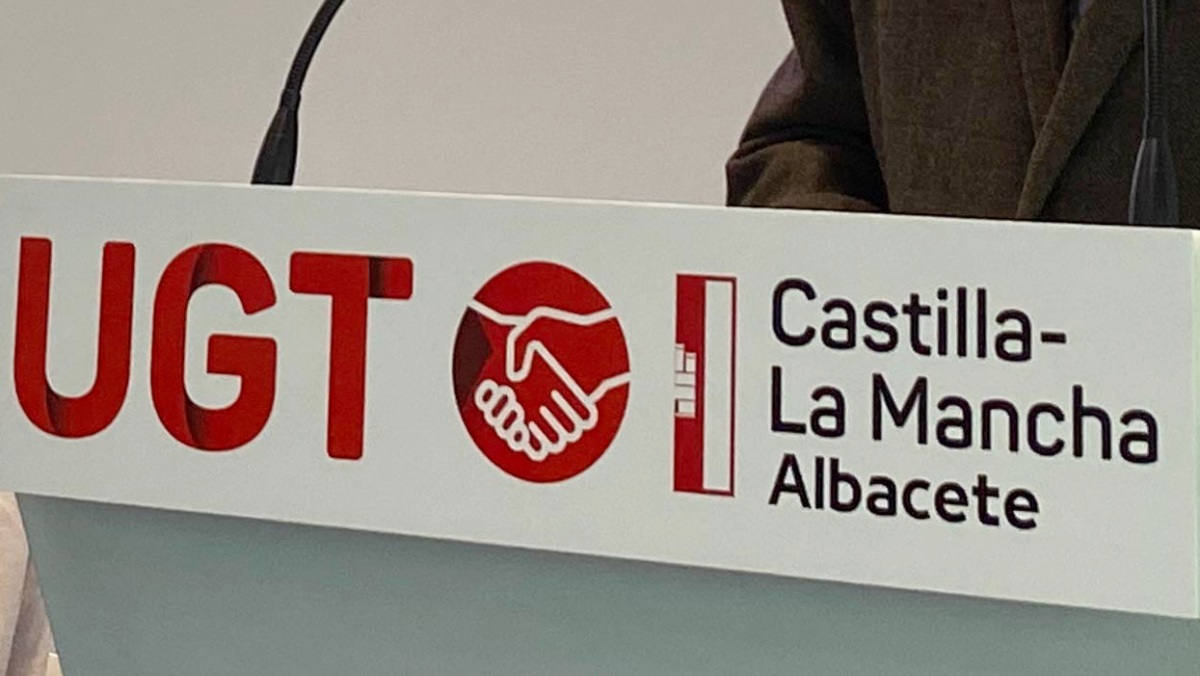 UGT
Castilla-
La Mancha
Albacete